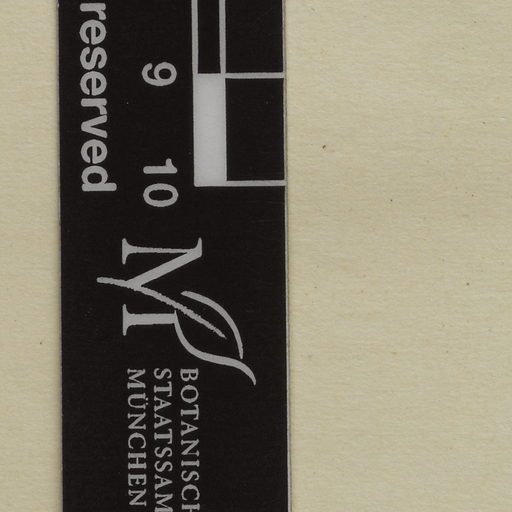 reserved
9 10
M
BOTANISCH
STAATSSAM
MÜNCHEN